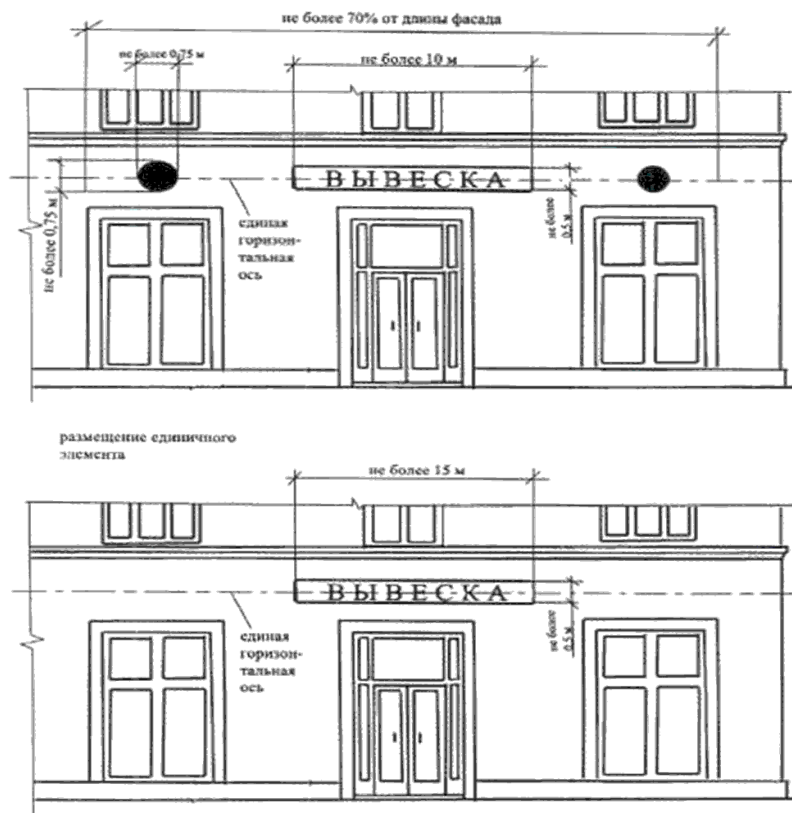 не более 70% от длины фасада
не более 0,75 м
не более 10 м
ВЫВЕСКА
не более 0,75 м
единая
горизон-
тальная
ось
не более
0,5 м
размещение единичного
элемента
не более 15 м
ВЫВЕСКА
единая
горизон-
тальная
ось
не более
0,5 м